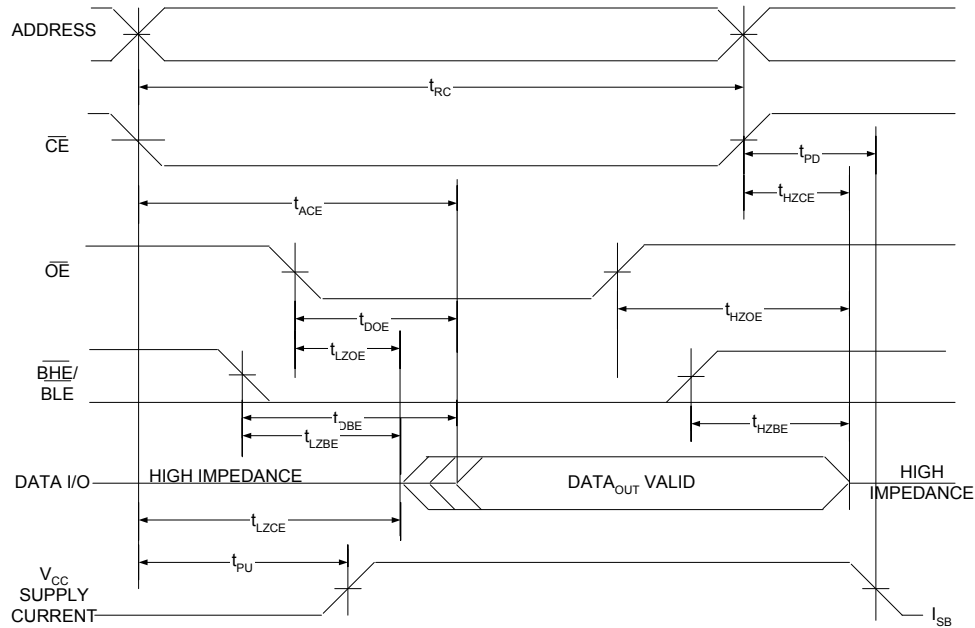 ADDRESS
tRC
CE
tPD
tHZCE
tACE
OE
tDOE
tHZOE
tLZOE
BHE/
BLE
tDBE
tHZBE
tLZBE
DATA I/O
HIGH IMPEDANCE
DATAOUT VALID
HIGH
IMPEDANCE
tLZCE
tPU
VCC
SUPPLY
CURRENT
ISB